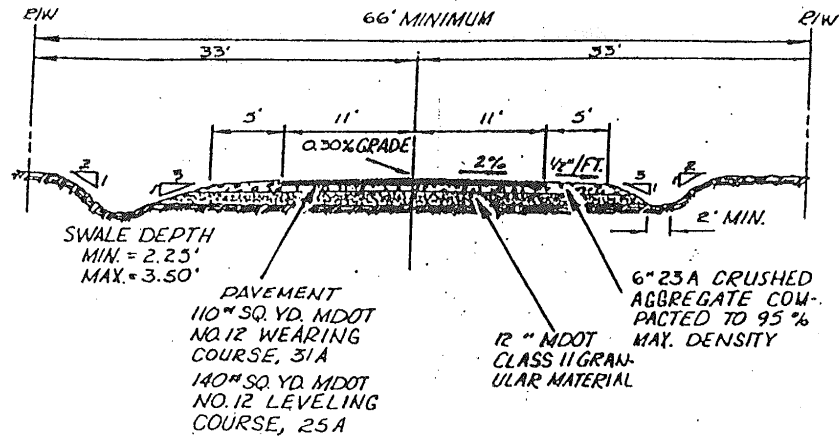 R/W
66' MINIMUM
R/W
33'
33'
5'
11'
11'
5'
0.30% GRADE
2%
1/2"/FT.
2
1
3
1
3
1
2
1
2' MIN.
SWALE DEPTH
MIN. = 2.25'
MAX. = 3.50'
PAVEMENT
110# SQ. YD. MDOT
NO. 12 WEARING
COURSE, 31A
140# SQ. YD. MDOT
NO. 12 LEVELING
COURSE, 25A
12" MDOT
CLASS II GRAN-
ULAR MATERIAL
6" 23A CRUSHED
AGGREGATE COM-
PACTED TO 95%
MAX. DENSITY